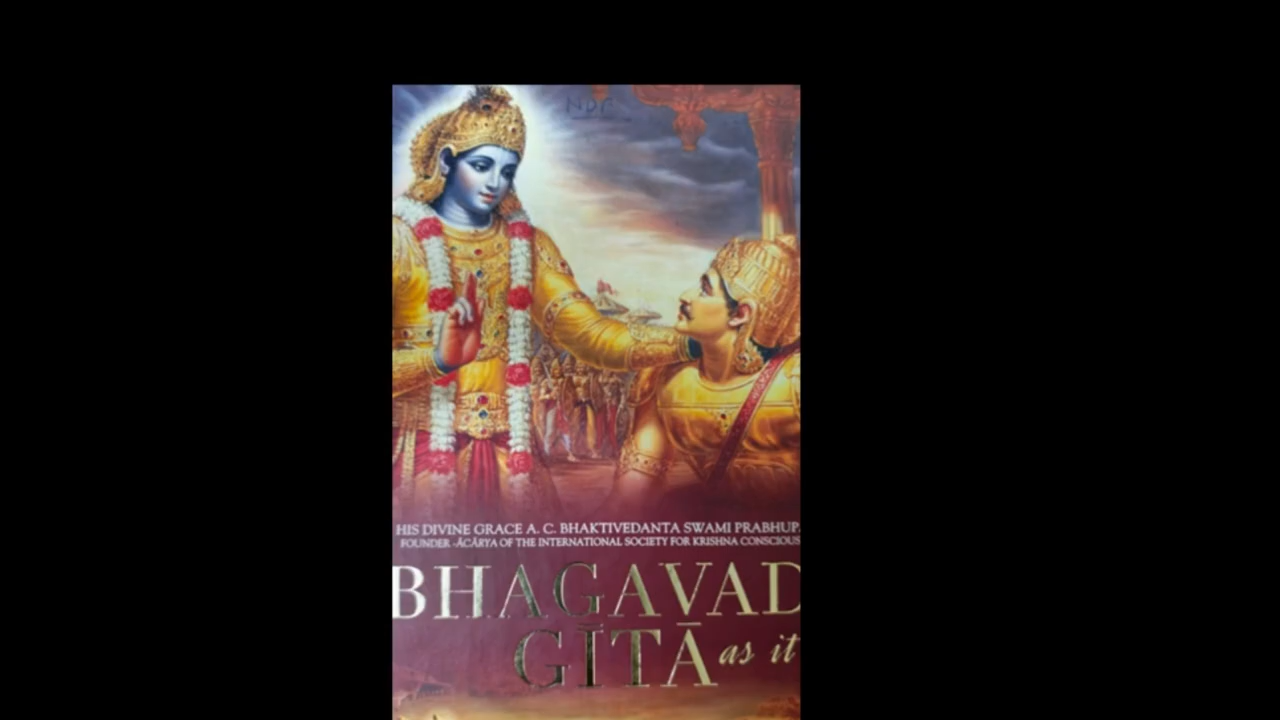 NDC
HIS DIVINE GRACE A. C. BHAKTIVEDANTA SWAMI PRABHUP
FOUNDER -ĀCĀRYA OF THE INTERNATIONAL SOCIETY FOR KRISHNA CONSCIOUS
BHAGAVAD
GĪTĀ as it